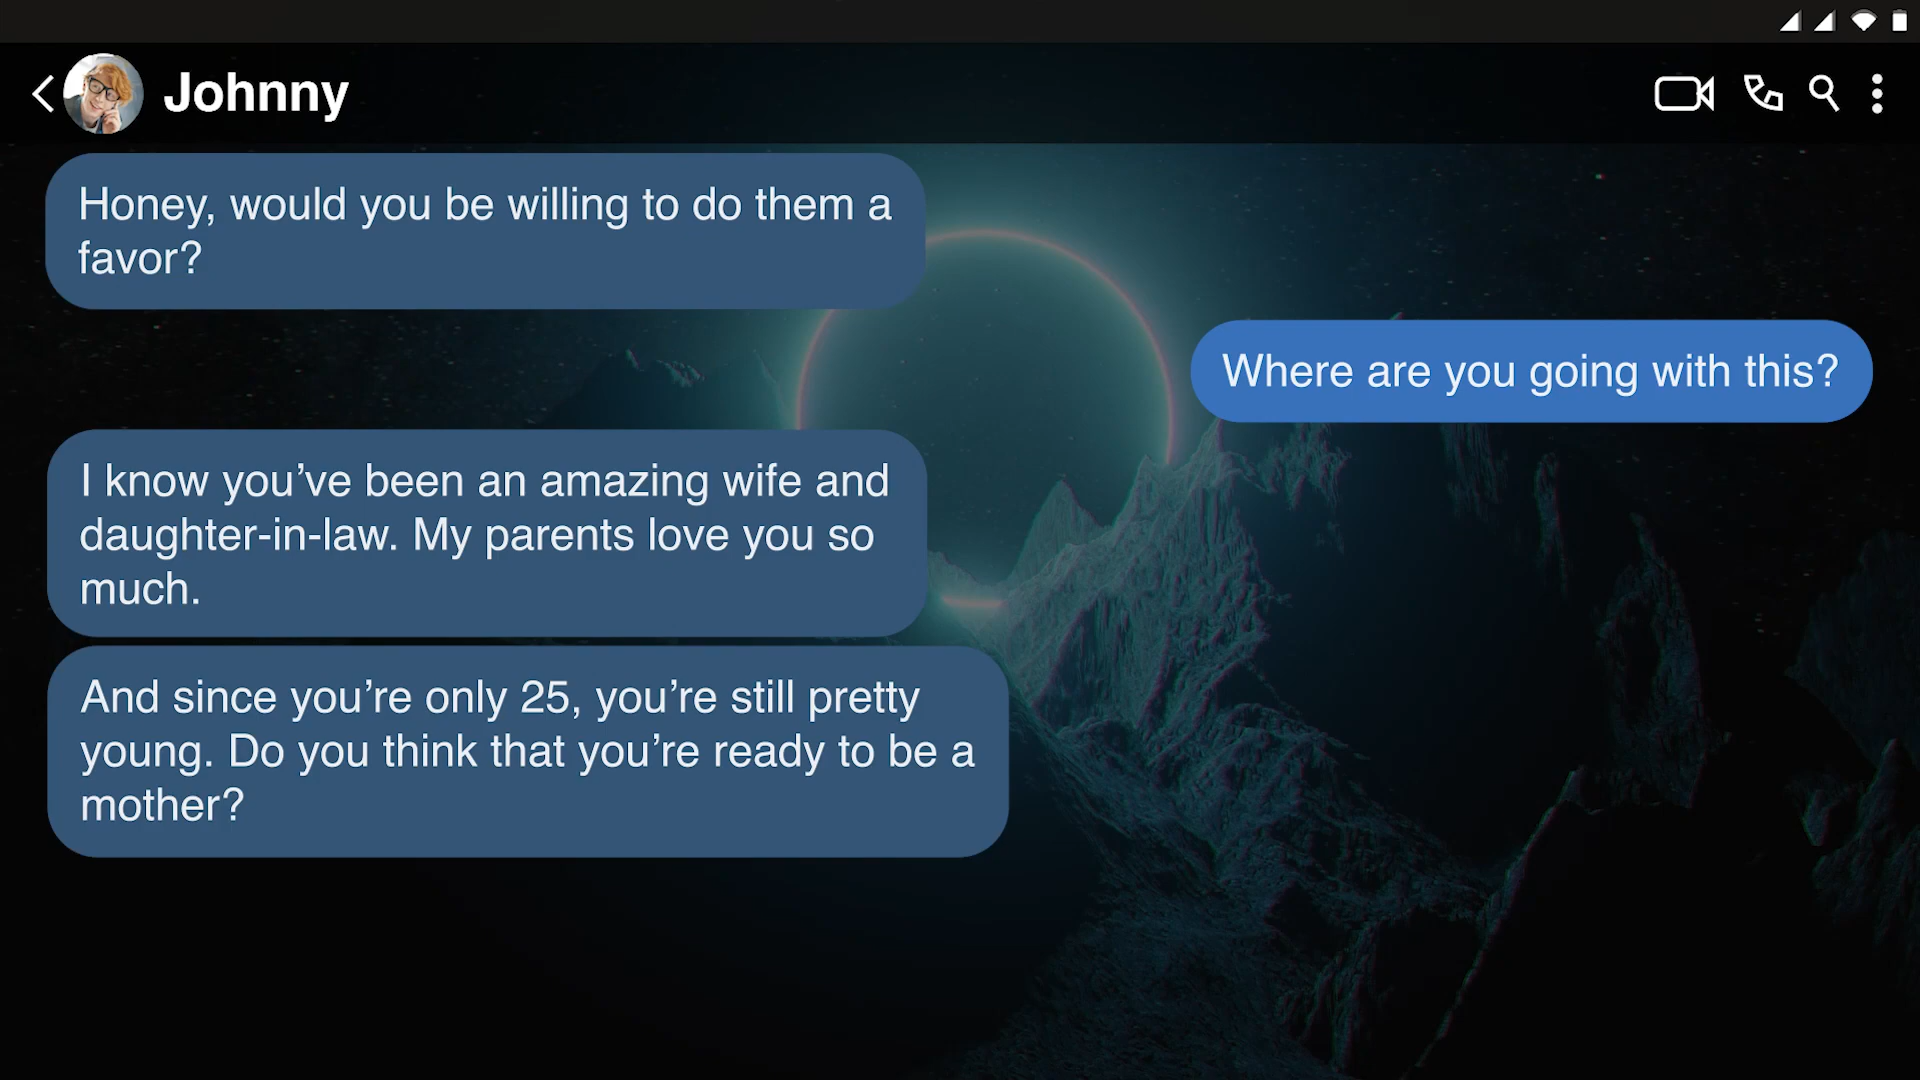 Johnny
Honey, would you be willing to do them a
favor?
Where are you going with this?
I know you’ve been an amazing wife and
daughter-in-law. My parents love you so
much.
And since you’re only 25, you’re still pretty
young. Do you think that you’re ready to be a
mother?